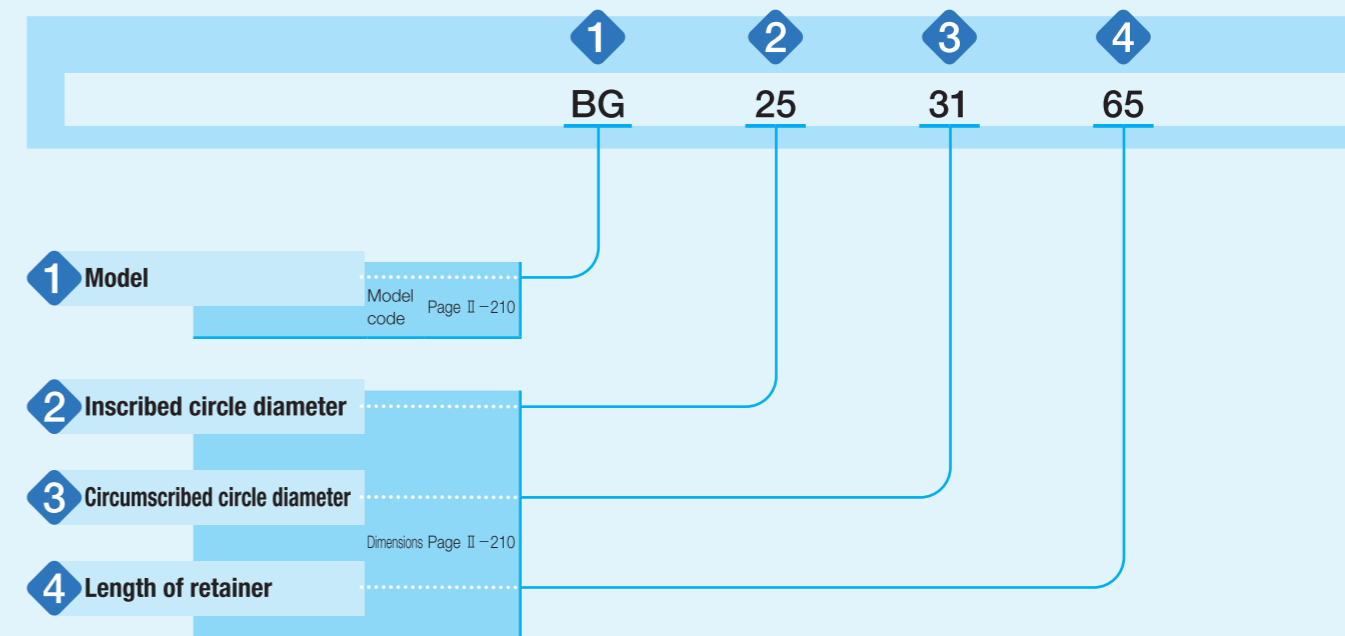 1 2 3 4
BG 25 31 65
1 Model
Model code Page Ⅱ-210
2 Inscribed circle diameter
3 Circumscribed circle diameter
Dimensions Page Ⅱ-210
4 Length of retainer